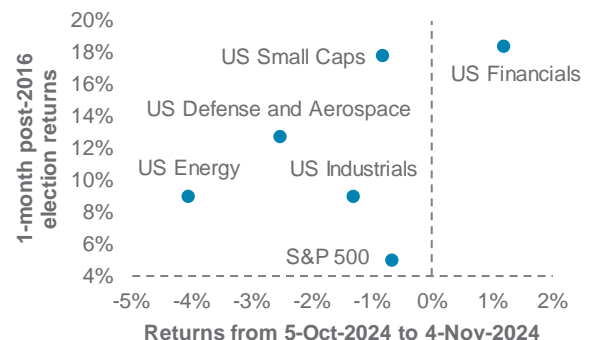 1-month post-2016
election returns
20%
18%
16%
14%
12%
10%
8%
6%
4%
US Small Caps
US Financials
US Defense and Aerospace
US Energy
US Industrials
S&P 500
-5%
-4%
-3%
-2%
-1%
0%
1%
2%
Returns from 5-Oct-2024 to 4-Nov-2024